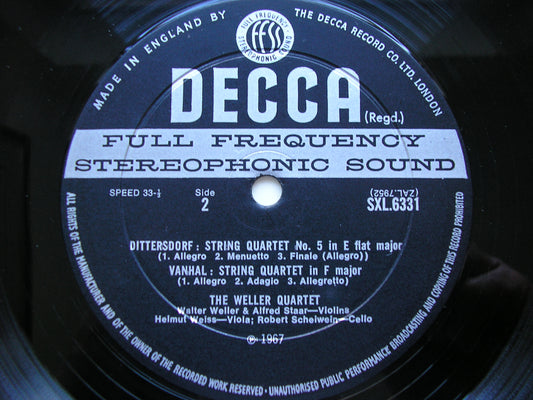 MADE IN ENGLAND BY THE DECCA RECORD CO. LTD. LONDON
FULL FREQUENCY
ffss
STEREOPHONIC SOUND
DECCA (Regd.)
FULL FREQUENCY
STEREOPHONIC SOUND
SPEED 33-⅓ Side (ZAL.7952)
2 SXL.6331
DITTERSDORF: STRING QUARTET No. 5 in E flat major
(1. Allegro 2. Menuetto 3. Finale (Allegro))
VANHAL: STRING QUARTET in F major
(1. Allegro 2. Adagio 3. Allegretto)
THE WELLER QUARTET
Walter Weller & Alfred Staar—Violins
Helmut Weiss—Viola; Robert Scheiwein—Cello
℗ 1967
ALL RIGHTS OF THE MANUFACTURER AND OF THE OWNER OF THE RECORDED WORK RESERVED · UNAUTHORISED PUBLIC PERFORMANCE BROADCASTING AND COPYING OF THIS RECORD PROHIBITED